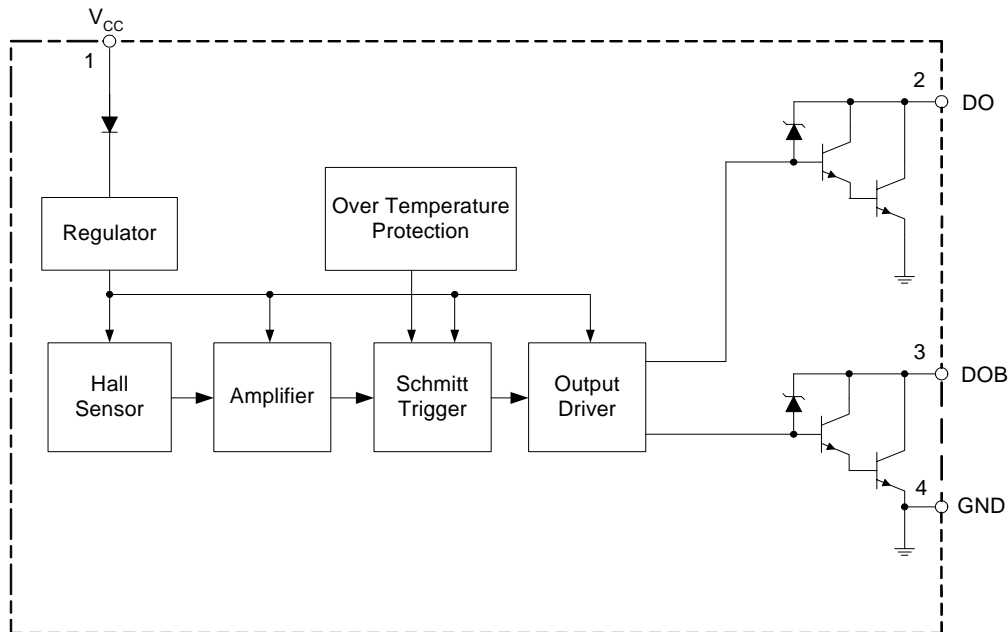 VCC
1
2
DO
Over Temperature
Protection
Regulator
Hall
Sensor
Amplifier
Schmitt
Trigger
Output
Driver
3
DOB
4
GND